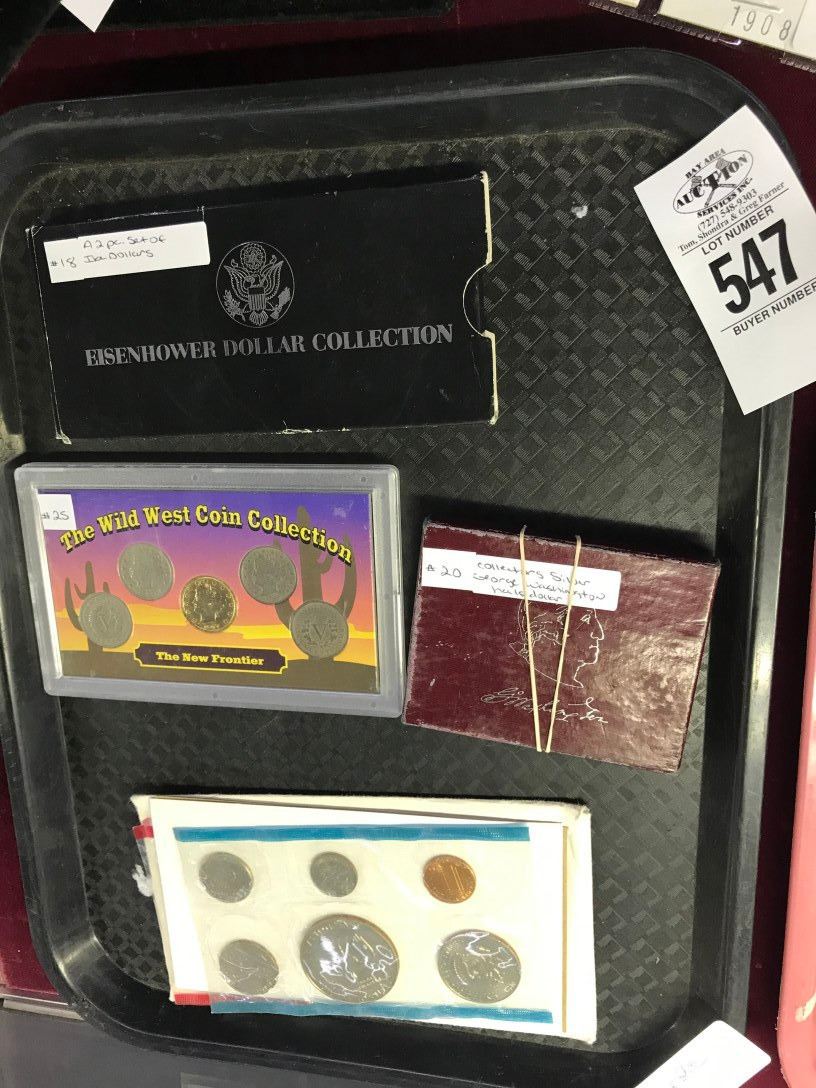 1908
BAY AREA
AUCTION
SERVICES INC.
(727) 548-9303
Tom, Shondra & Greg Farner
LOT NUMBER
547
BUYER NUMBER
A 2 pc. Set of
#18 Ike Dollars
EISENHOWER DOLLAR COLLECTION
#25
The Wild West Coin Collection
V
The New Frontier
#20 collectors Silver
George Washington
half dollar